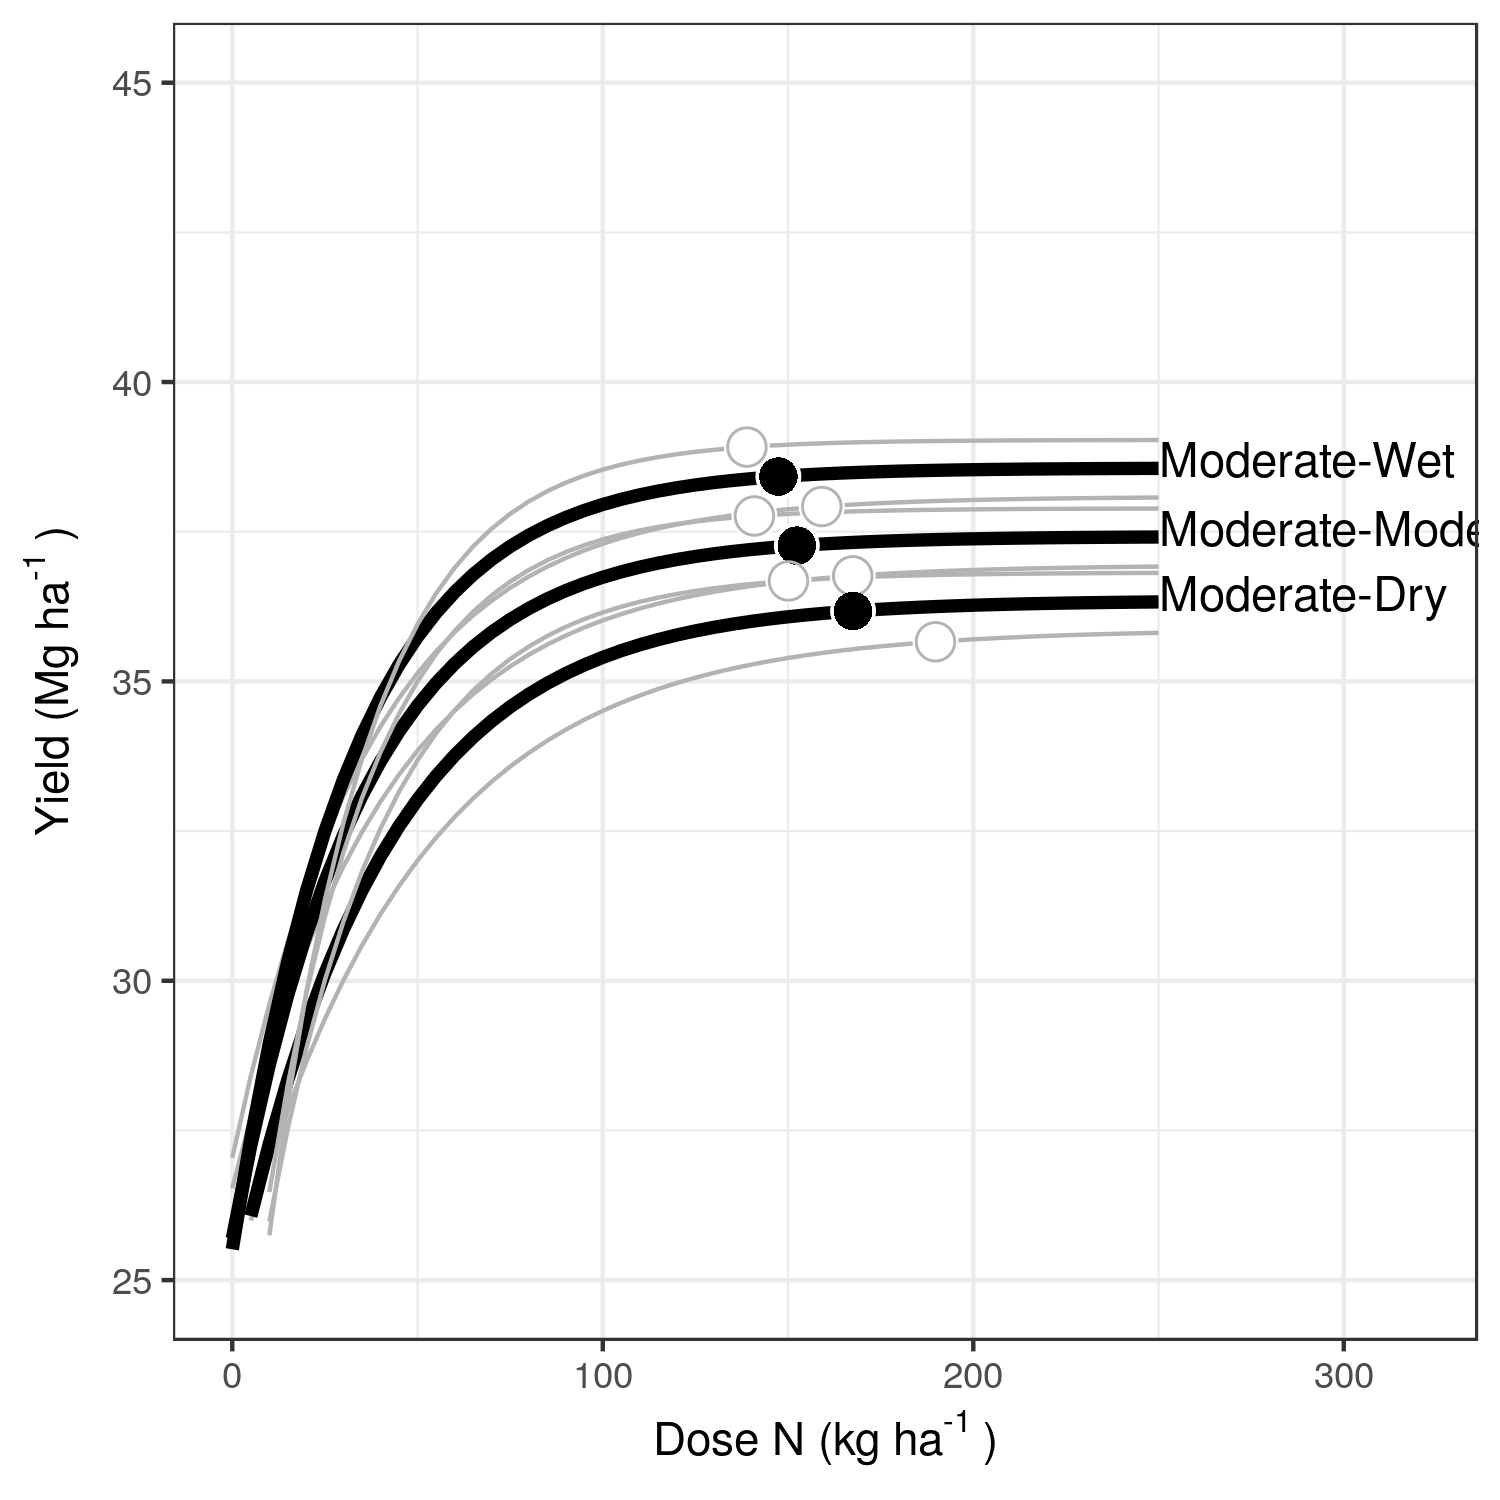 45
40
35
30
25
Yield (Mg ha⁻¹ )
Moderate-Wet
Moderate-Mode
Moderate-Dry
0 100 200 300
Dose N (kg ha⁻¹ )